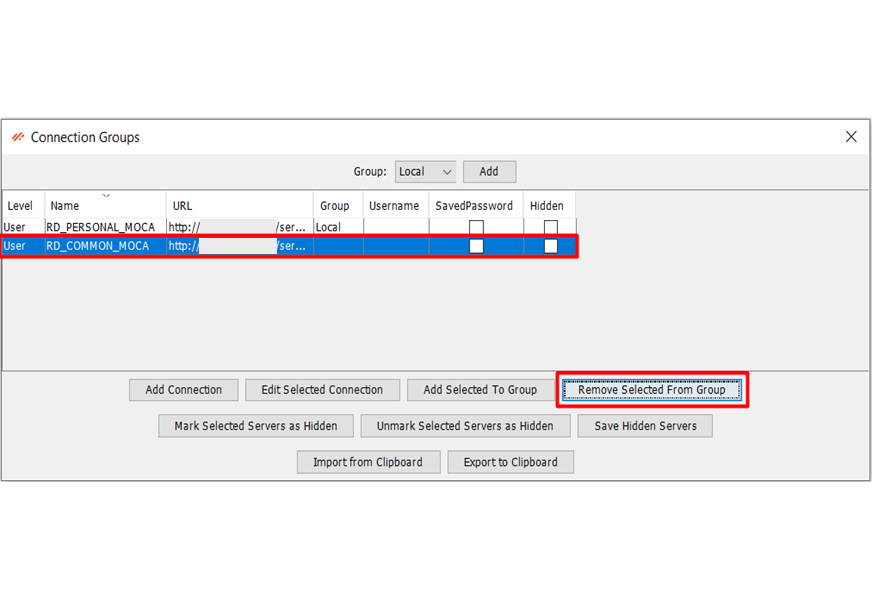 Connection Groups
Group: Local Add
Level Name URL Group Username SavedPassword Hidden
User RD_PERSONAL_MOCA http:// /ser... Local
User RD_COMMON_MOCA http:// /ser...
Add Connection Edit Selected Connection Add Selected To Group Remove Selected From Group
Mark Selected Servers as Hidden Unmark Selected Servers as Hidden Save Hidden Servers
Import from Clipboard Export to Clipboard